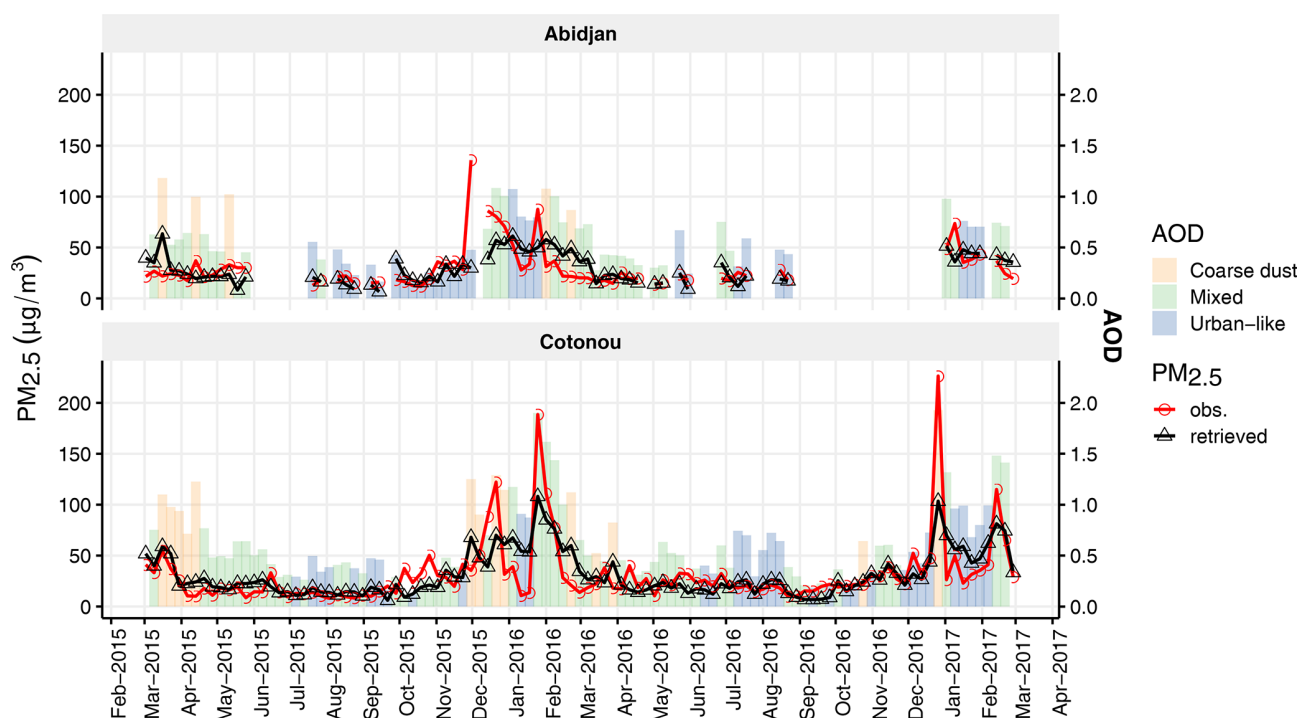 Abidjan
200
150
100
50
0
2.0
1.5
1.0
0.5
0.0
Cotonou
200
150
100
50
0
2.0
1.5
1.0
0.5
0.0
PM2.5 (µg/m³)
AOD
Feb−2015
Mar−2015
Apr−2015
May−2015
Jun−2015
Jul−2015
Aug−2015
Sep−2015
Oct−2015
Nov−2015
Dec−2015
Jan−2016
Feb−2016
Mar−2016
Apr−2016
May−2016
Jun−2016
Jul−2016
Aug−2016
Sep−2016
Oct−2016
Nov−2016
Dec−2016
Jan−2017
Feb−2017
Mar−2017
Apr−2017
AOD
Coarse dust
Mixed
Urban−like
PM2.5
obs.
retrieved